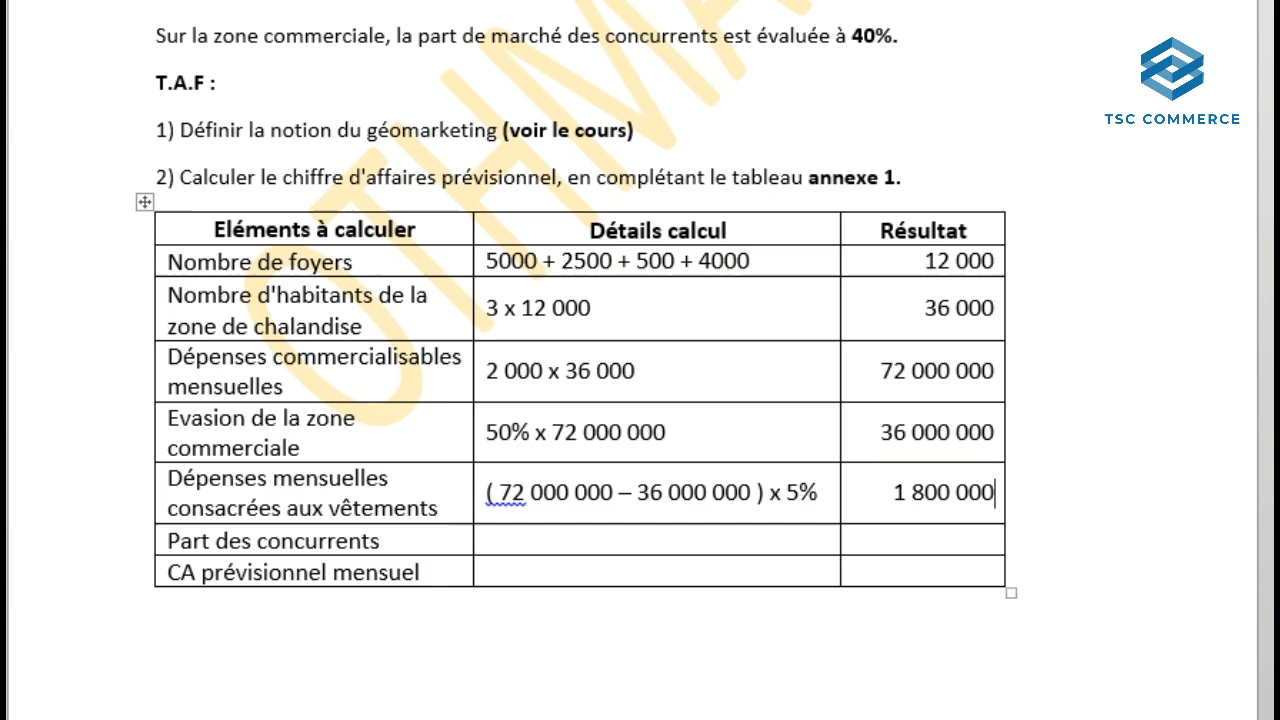 Sur la zone commerciale, la part de marché des concurrents est évaluée à 40%.
TSC COMMERCE
T.A.F :
1) Définir la notion du géomarketing (voir le cours)
2) Calculer le chiffre d'affaires prévisionnel, en complétant le tableau annexe 1.
Eléments à calculer Détails calcul Résultat
Nombre de foyers 5000 + 2500 + 500 + 4000 12 000
Nombre d'habitants de la
zone de chalandise 3 x 12 000 36 000
Dépenses commercialisables
mensuelles 2 000 x 36 000 72 000 000
Evasion de la zone
commerciale 50% x 72 000 000 36 000 000
Dépenses mensuelles
consacrées aux vêtements ( 72 000 000 – 36 000 000 ) x 5% 1 800 000
Part des concurrents
CA prévisionnel mensuel
OTHMA